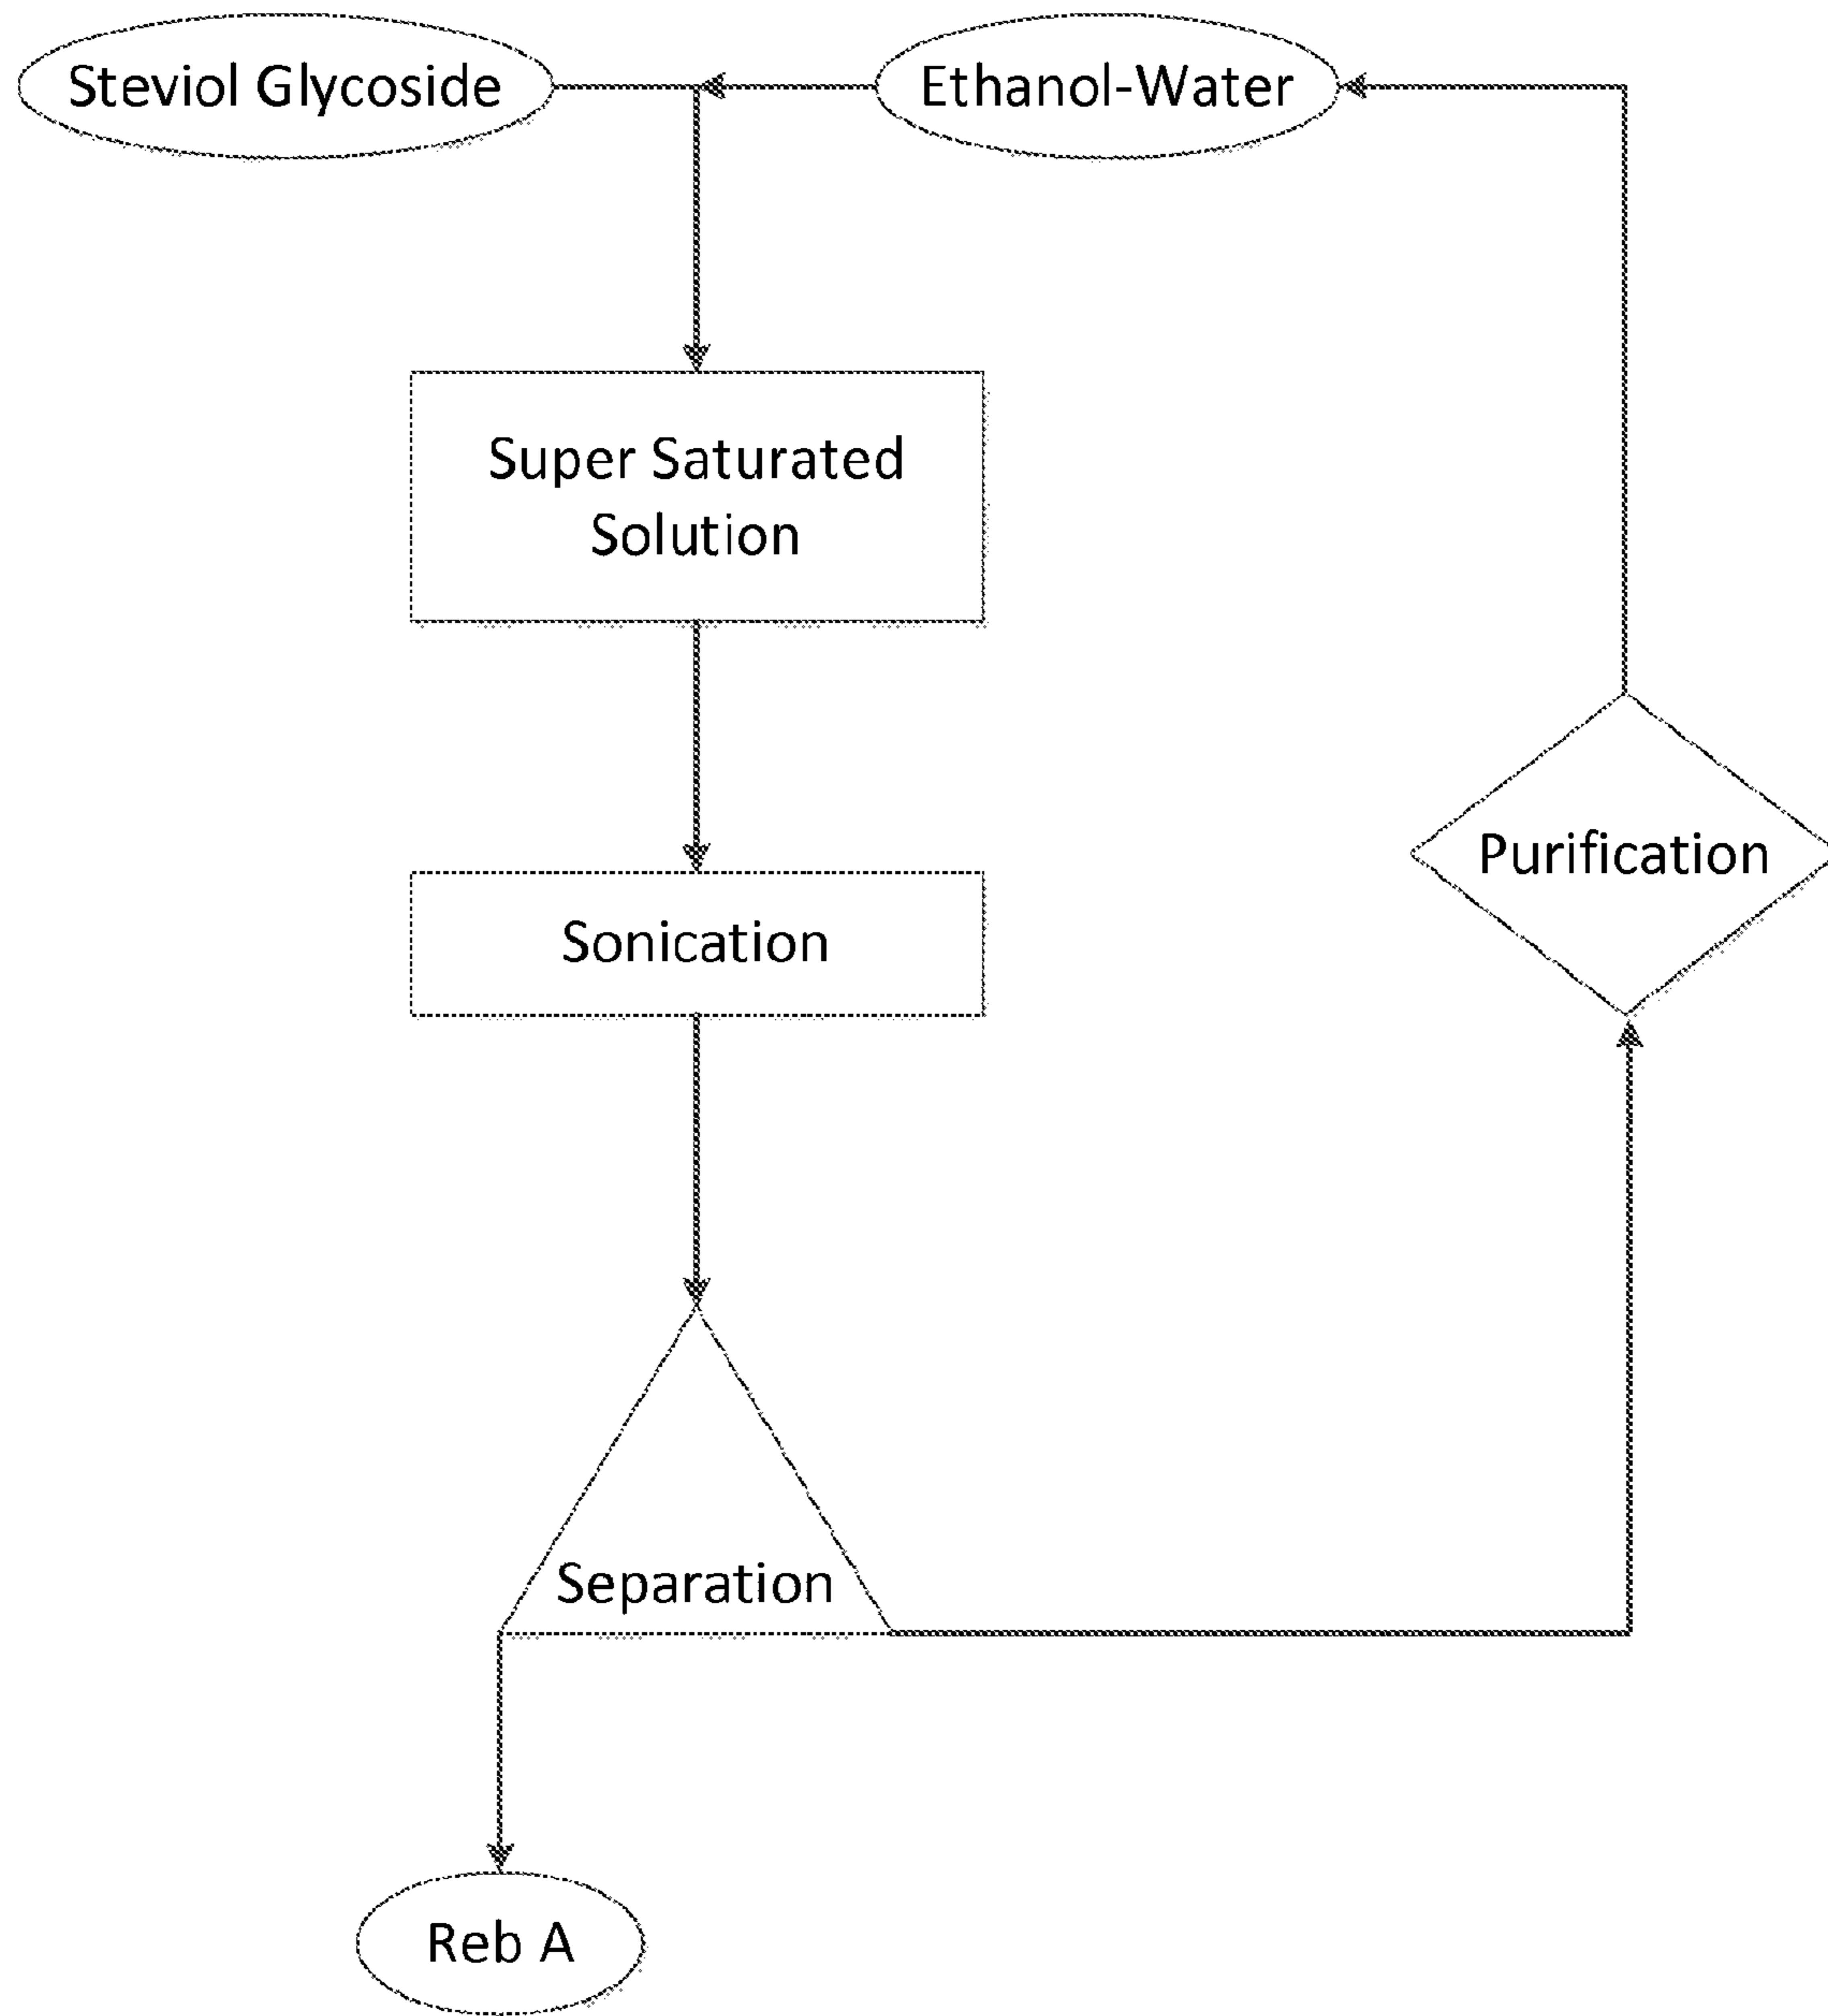 Steviol Glycoside
Ethanol-Water
Super Saturated
Solution
Purification
Sonication
Separation
Reb A